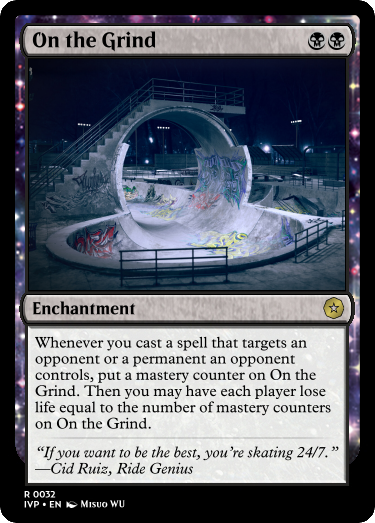 On the Grind
Enchantment
Whenever you cast a spell that targets an
opponent or a permanent an opponent
controls, put a mastery counter on On the
Grind. Then you may have each player lose
life equal to the number of mastery counters
on On the Grind.
“If you want to be the best, you’re skating 24/7.”
—Cid Ruiz, Ride Genius
R 0032
IVP • EN Misuo WU